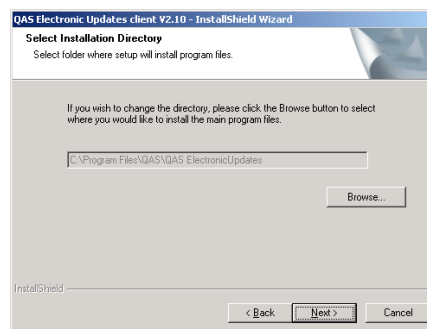 QAS Electronic Updates client V2.10 - InstallShield Wizard
Select Installation Directory
Select folder where setup will install program files.
If you wish to change the directory, please click the Browse button to select
where you would like to install the main program files.
C:\Program Files\QAS\QAS ElectronicUpdates
Browse...
InstallShield
< Back Next > Cancel